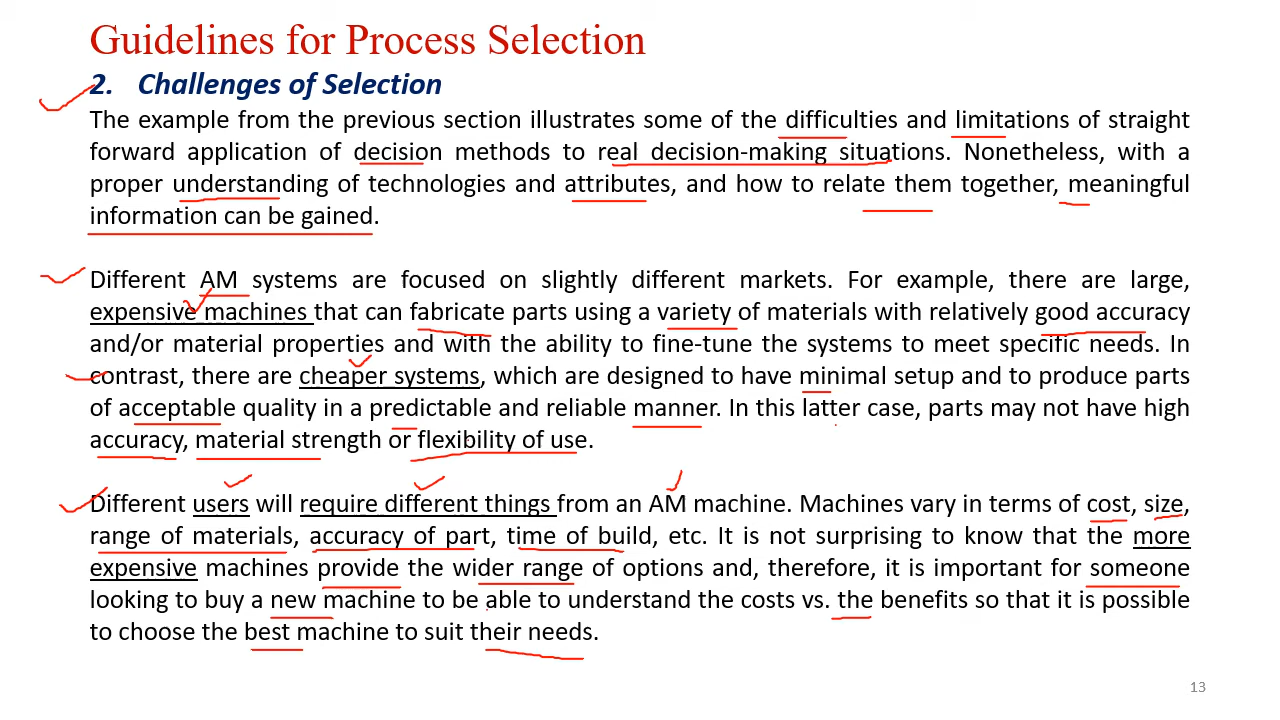 Guidelines for Process Selection
2. Challenges of Selection
The example from the previous section illustrates some of the difficulties and limitations of straight
forward application of decision methods to real decision-making situations. Nonetheless, with a
proper understanding of technologies and attributes, and how to relate them together, meaningful
information can be gained.
Different AM systems are focused on slightly different markets. For example, there are large,
expensive machines that can fabricate parts using a variety of materials with relatively good accuracy
and/or material properties and with the ability to fine-tune the systems to meet specific needs. In
contrast, there are cheaper systems, which are designed to have minimal setup and to produce parts
of acceptable quality in a predictable and reliable manner. In this latter case, parts may not have high
accuracy, material strength or flexibility of use.
Different users will require different things from an AM machine. Machines vary in terms of cost, size,
range of materials, accuracy of part, time of build, etc. It is not surprising to know that the more
expensive machines provide the wider range of options and, therefore, it is important for someone
looking to buy a new machine to be able to understand the costs vs. the benefits so that it is possible
to choose the best machine to suit their needs.
13